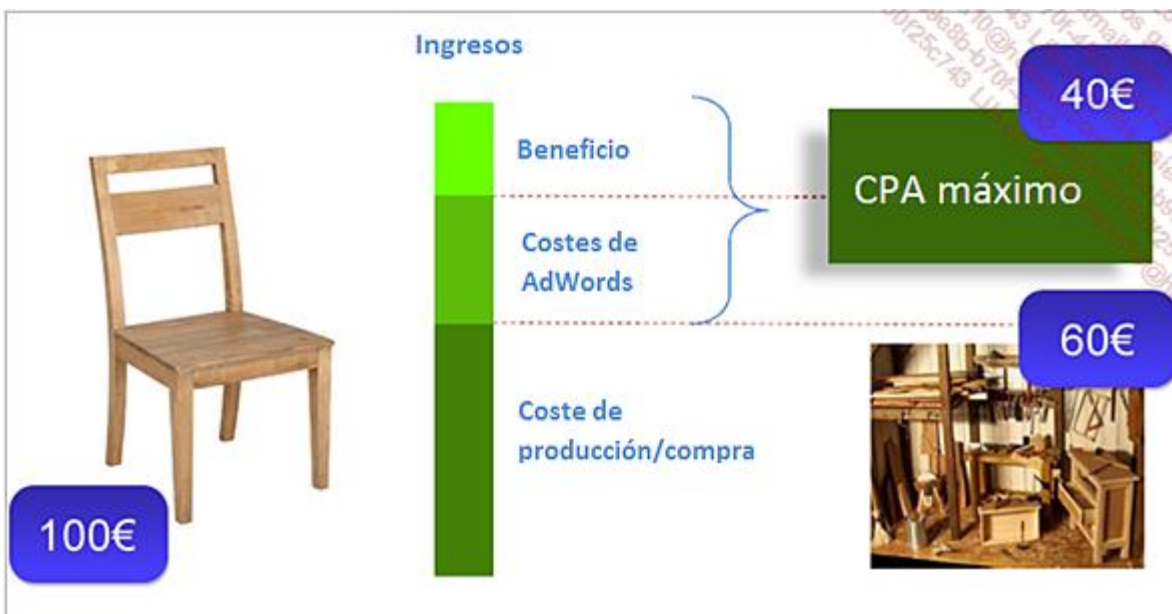 Ingresos
40€
Beneficio
CPA máximo
Costes de
AdWords
60€
Coste de
producción/compra
100€